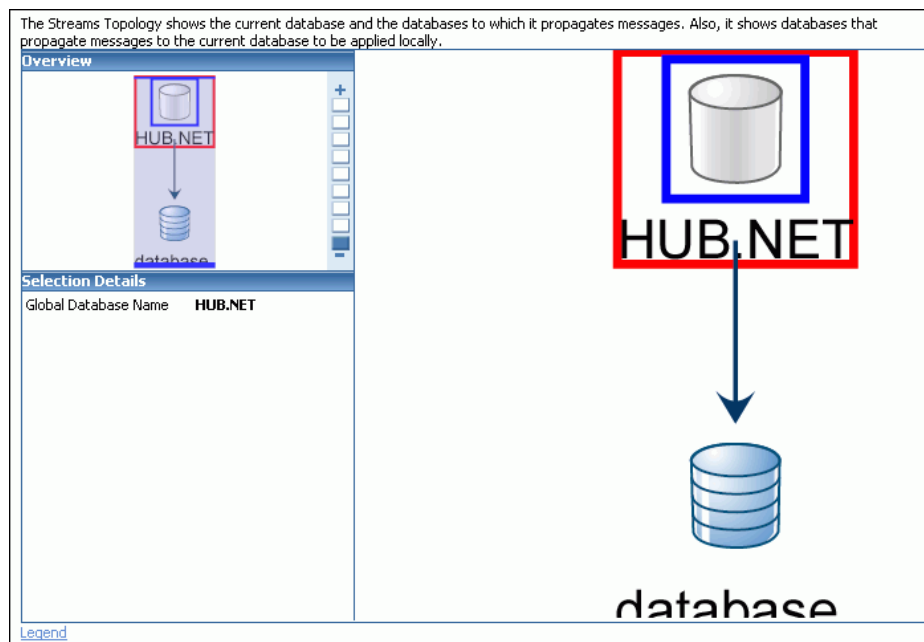 The Streams Topology shows the current database and the databases to which it propagates messages. Also, it shows databases that
propagate messages to the current database to be applied locally.
Overview
+
HUB.NET
database
-
Selection Details
Global Database Name HUB.NET
HUB.NET
database
Legend